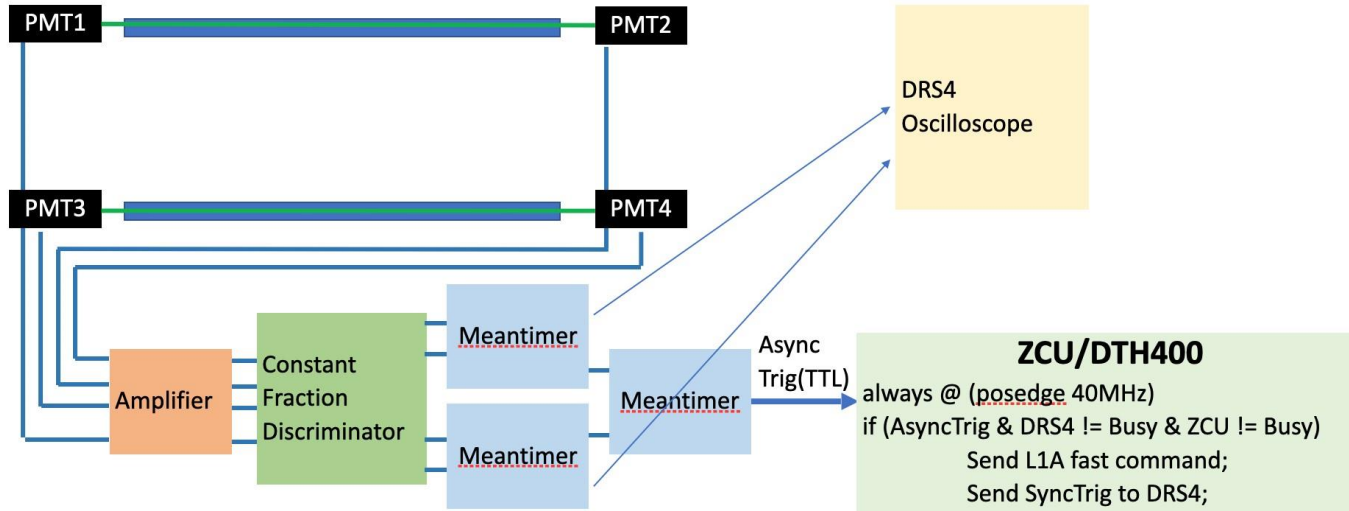 PMT1
PMT2
DRS4
Oscilloscope
PMT3
PMT4
Amplifier
Constant
Fraction
Discriminator
Meantimer
Meantimer
Meantimer
Async
Trig(TTL)
ZCU/DTH400
always @ (posedge 40MHz)
if (AsyncTrig & DRS4 != Busy & ZCU != Busy)
Send L1A fast command;
Send SyncTrig to DRS4;